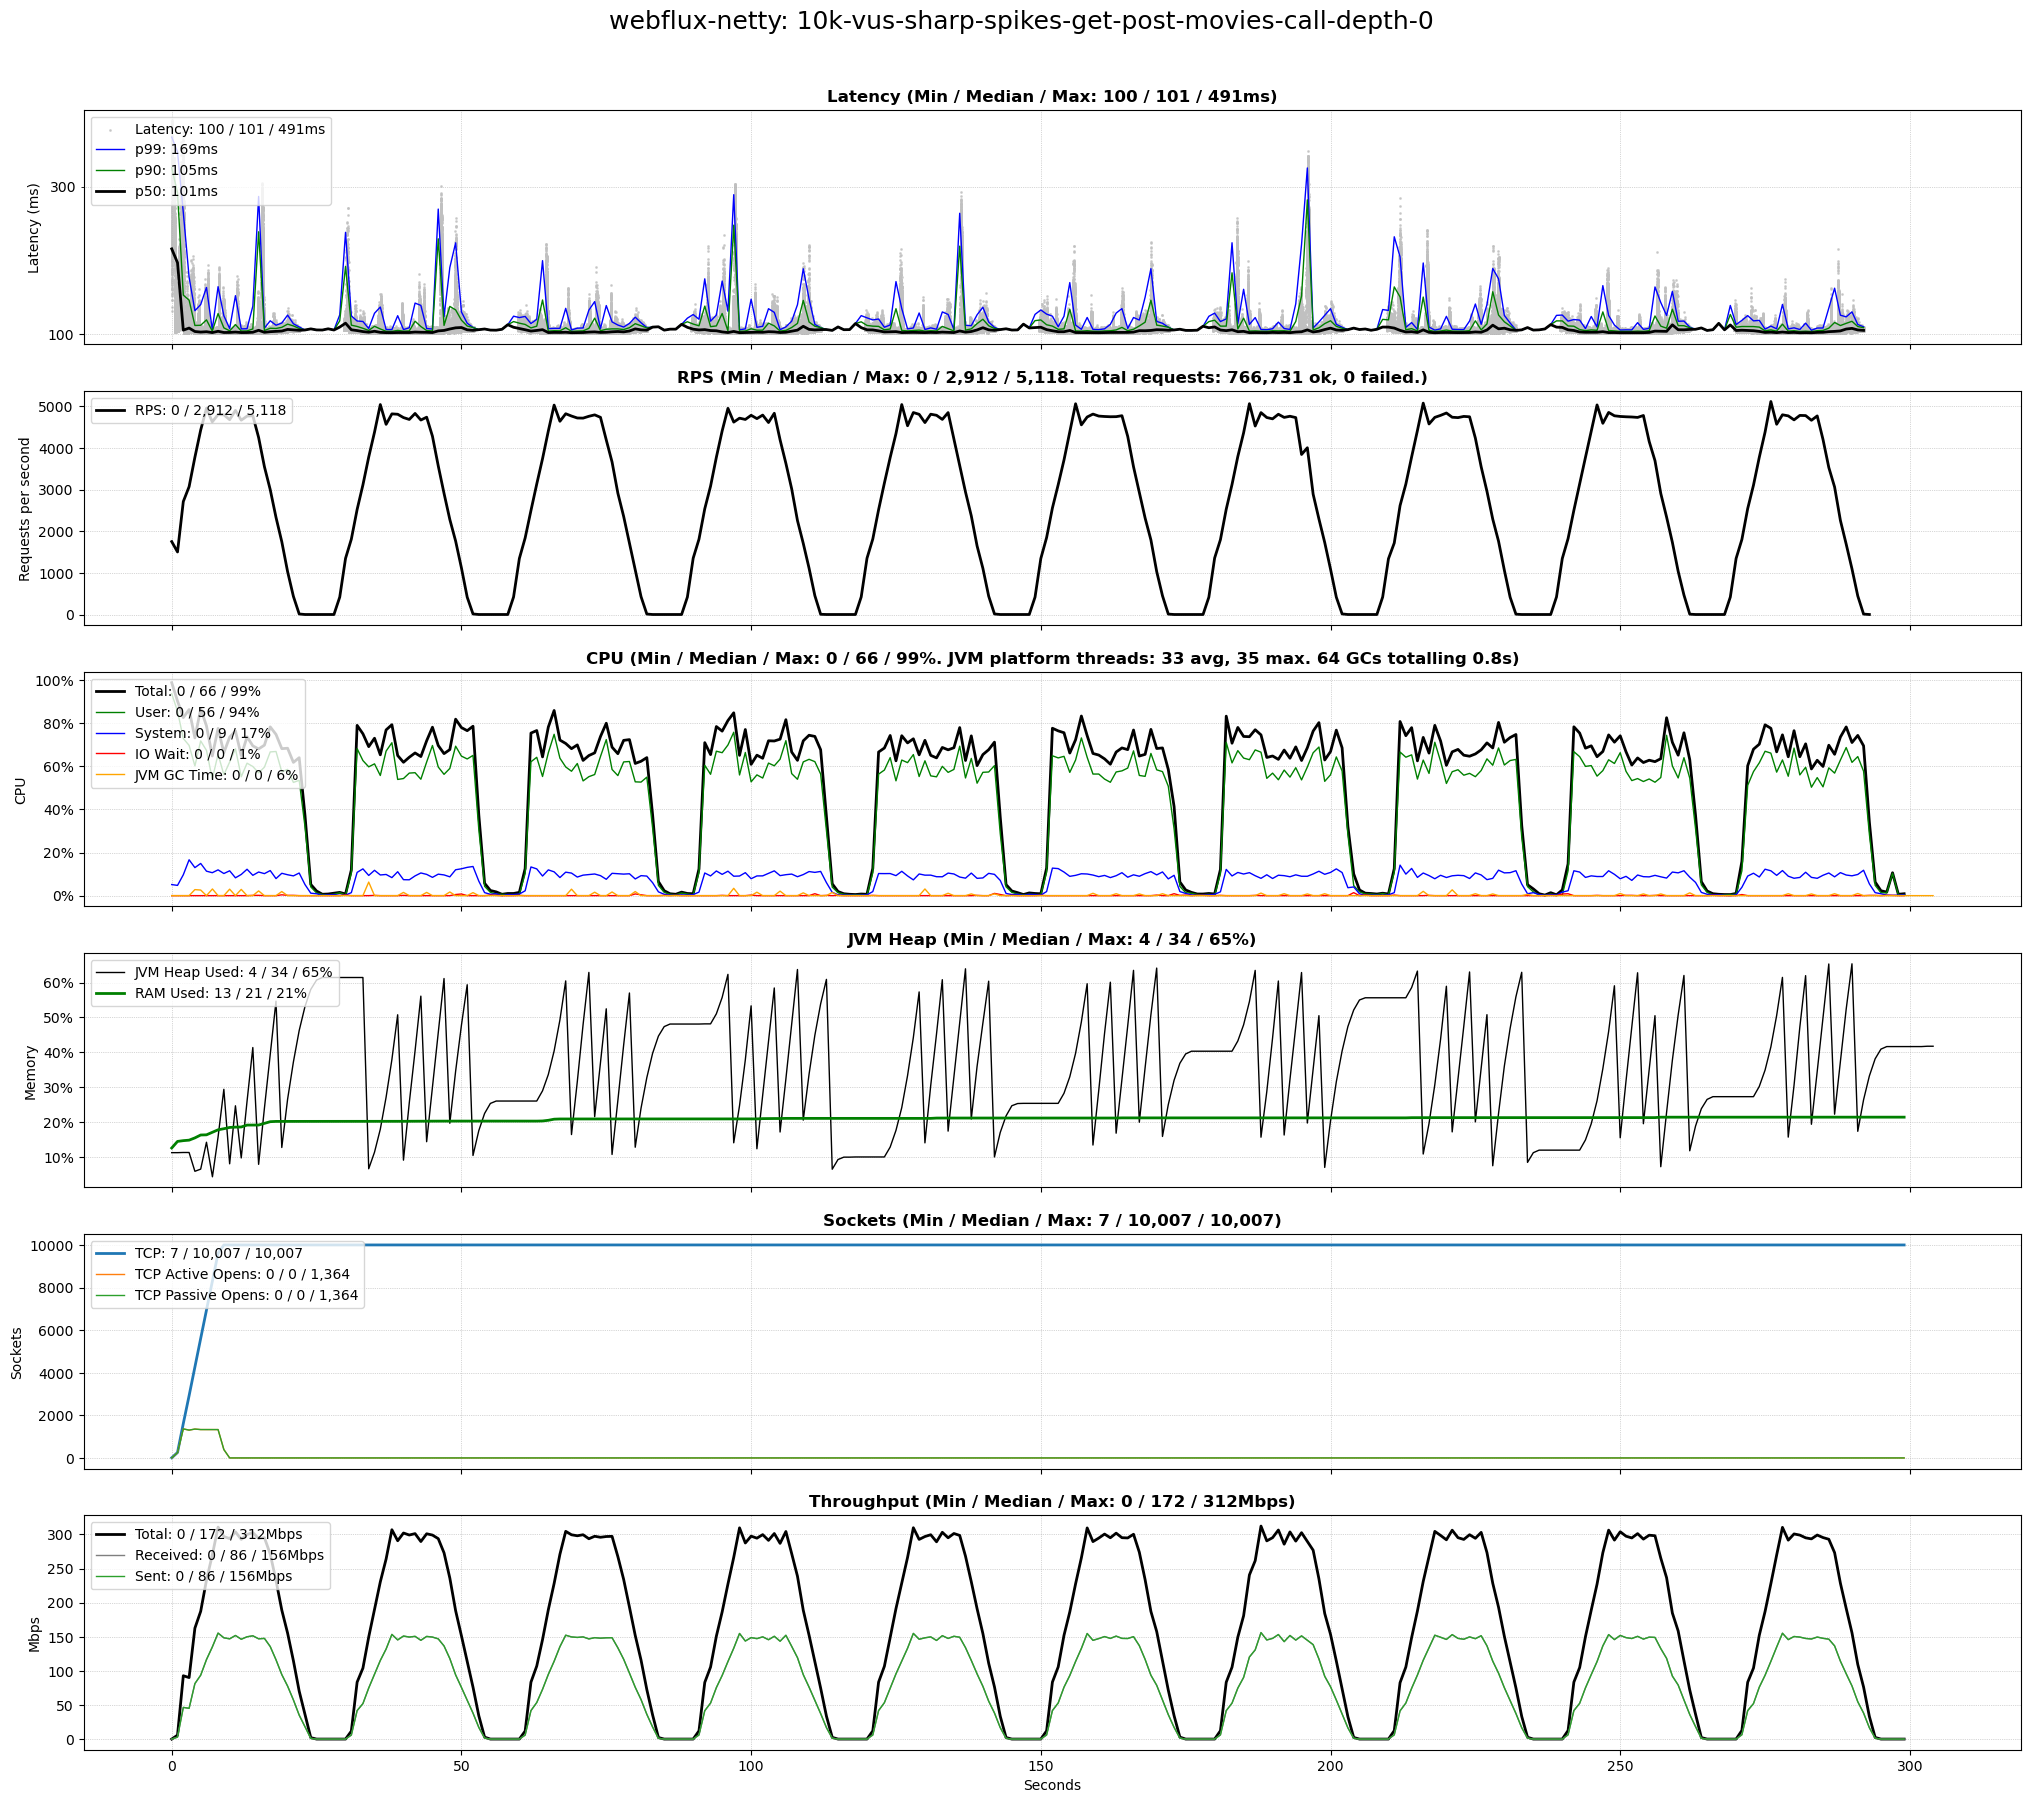 webflux-netty: 10k-vus-sharp-spikes-get-post-movies-call-depth-0
Latency (Min / Median / Max: 100 / 101 / 491ms)
Latency: 100 / 101 / 491ms
p99: 169ms
p90: 105ms
p50: 101ms
300
100
Latency (ms)
RPS (Min / Median / Max: 0 / 2,912 / 5,118. Total requests: 766,731 ok, 0 failed.)
RPS: 0 / 2,912 / 5,118
5000
4000
3000
2000
1000
0
Requests per second
CPU (Min / Median / Max: 0 / 66 / 99%. JVM platform threads: 33 avg, 35 max. 64 GCs totalling 0.8s)
Total: 0 / 66 / 99%
User: 0 / 56 / 94%
System: 0 / 9 / 17%
IO Wait: 0 / 0 / 1%
JVM GC Time: 0 / 0 / 6%
100%
80%
60%
40%
20%
0%
CPU
JVM Heap (Min / Median / Max: 4 / 34 / 65%)
JVM Heap Used: 4 / 34 / 65%
RAM Used: 13 / 21 / 21%
60%
50%
40%
30%
20%
10%
Memory
Sockets (Min / Median / Max: 7 / 10,007 / 10,007)
TCP: 7 / 10,007 / 10,007
TCP Active Opens: 0 / 0 / 1,364
TCP Passive Opens: 0 / 0 / 1,364
10000
8000
6000
4000
2000
0
Sockets
Throughput (Min / Median / Max: 0 / 172 / 312Mbps)
Total: 0 / 172 / 312Mbps
Received: 0 / 86 / 156Mbps
Sent: 0 / 86 / 156Mbps
300
250
200
150
100
50
0
Mbps
0 50 100 150 200 250 300
Seconds